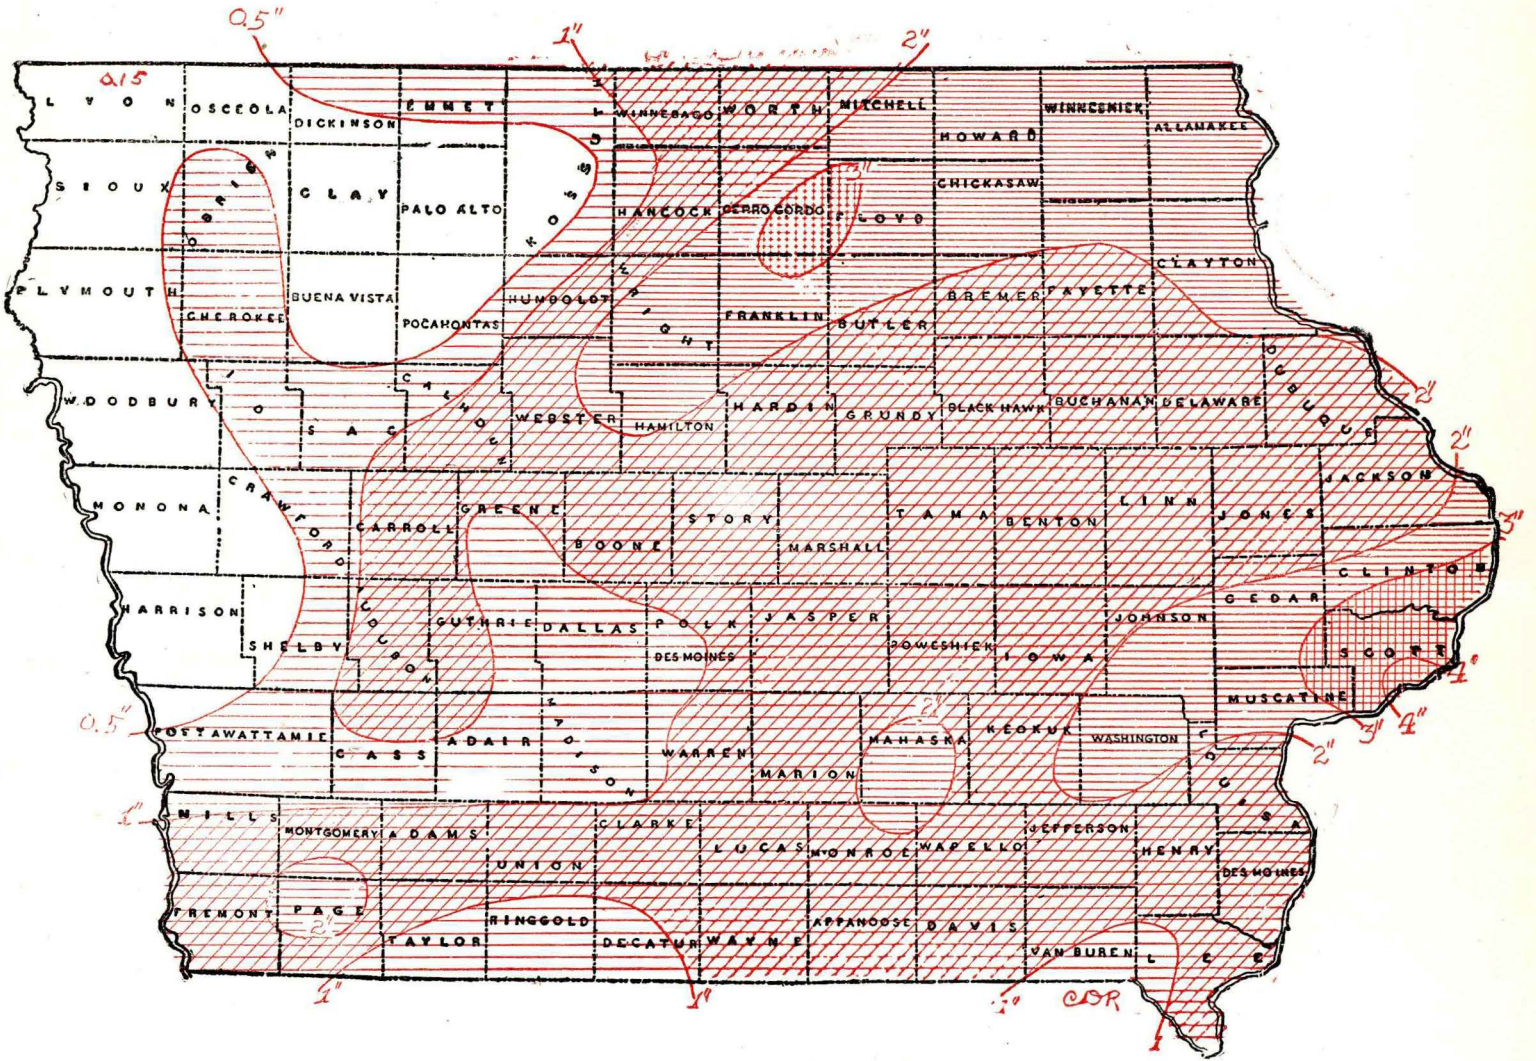 0.5"
1"
2"
0.15
LYON
OSCEOLA
DICKINSON
EMMET
KOSSUTH
WINNEBAGO
WORTH
MITCHELL
HOWARD
WINNESHIEK
ALLAMAKEE
SIOUX
OBRIEN
CLAY
PALO ALTO
HANCOCK
CERRO GORDO
3"
FLOYD
CHICKASAW
PLYMOUTH
CHEROKEE
BUENA VISTA
POCAHONTAS
HUMBOLDT
WRIGHT
FRANKLIN
BUTLER
BREMER
FAYETTE
CLAYTON
WOODBURY
IDA
SAC
CALHOUN
WEBSTER
HAMILTON
HARDIN
GRUNDY
BLACK HAWK
BUCHANAN
DELAWARE
DUBUQUE
2"
2"
MONONA
CRAWFORD
CARROLL
GREENE
BOONE
STORY
MARSHALL
TAMA
BENTON
LINN
JONES
JACKSON
3"
HARRISON
SHELBY
AUDUBON
GUTHRIE
DALLAS
POLK
DES MOINES
JASPER
POWESHIEK
IOWA
JOHNSON
CEDAR
CLINTON
SCOTT
MUSCATINE
4"
4"
3"
2"
0.5"
POTTAWATTAMIE
CASS
ADAIR
MADISON
WARREN
MARION
2"
MAHASKA
KEOKUK
WASHINGTON
LOUISA
1"
MILLS
MONTGOMERY
ADAMS
UNION
CLARKE
LUCAS
MONROE
WAPELLO
JEFFERSON
HENRY
DES MOINES
FREMONT
PAGE
2"
TAYLOR
RINGGOLD
DECATUR
WAYNE
APPANOOSE
DAVIS
VAN BUREN
LEE
1"
1"
1"
CDR
1